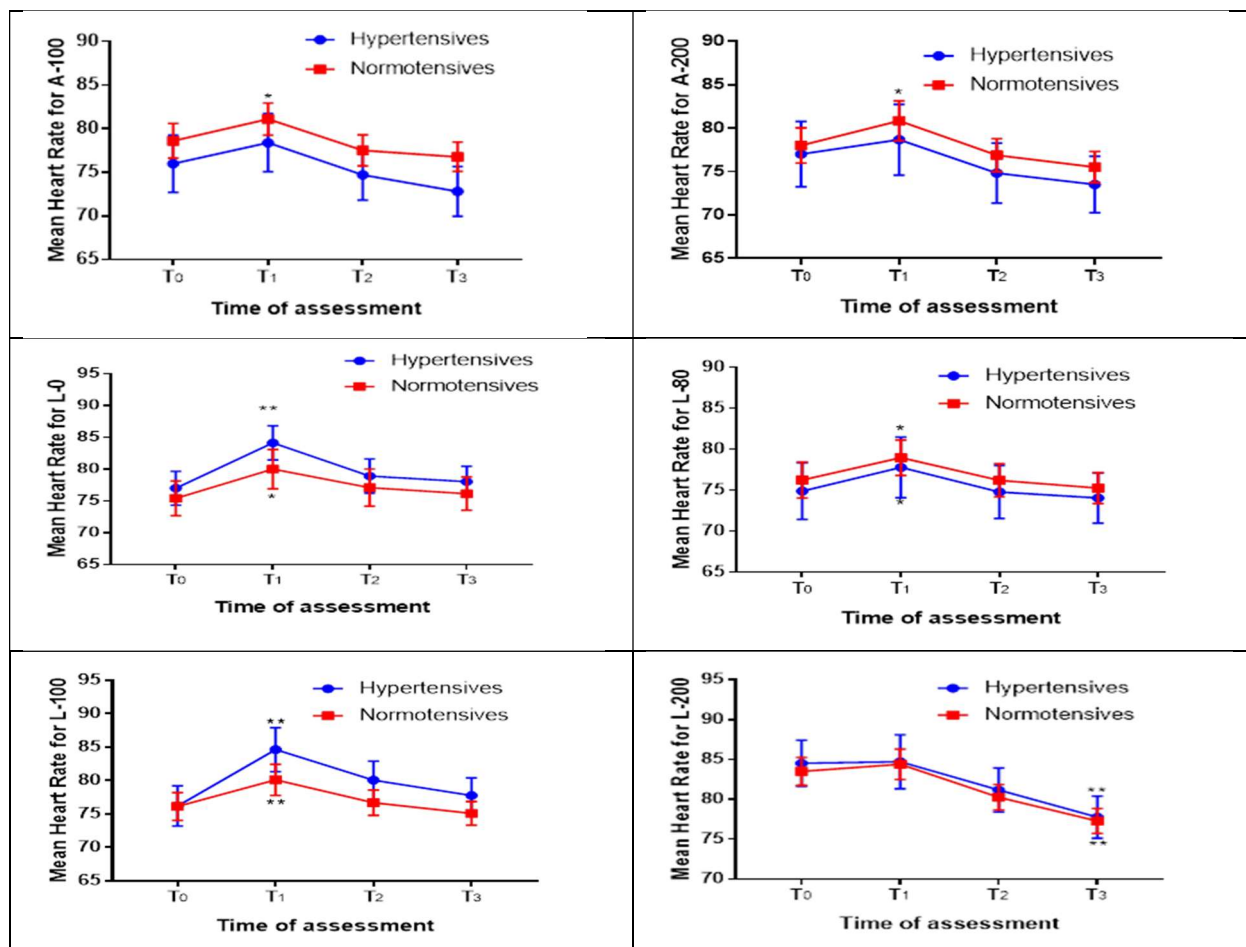 Mean Heart Rate for A-100
90
85
80
75
70
65
Hypertensives
Normotensives
*
T0 T1 T2 T3
Time of assessment
Mean Heart Rate for A-200
90
85
80
75
70
65
Hypertensives
Normotensives
*
T0 T1 T2 T3
Time of assessment
Mean Heart Rate for L-0
95
90
85
80
75
70
65
Hypertensives
Normotensives
**
*
T0 T1 T2 T3
Time of assessment
Mean Heart Rate for L-80
90
85
80
75
70
65
Hypertensives
Normotensives
*
*
T0 T1 T2 T3
Time of assessment
Mean Heart Rate for L-100
95
90
85
80
75
70
65
Hypertensives
Normotensives
**
**
T0 T1 T2 T3
Time of assessment
Mean Heart Rate for L-200
95
90
85
80
75
70
Hypertensives
Normotensives
**
**
T0 T1 T2 T3
Time of assessment